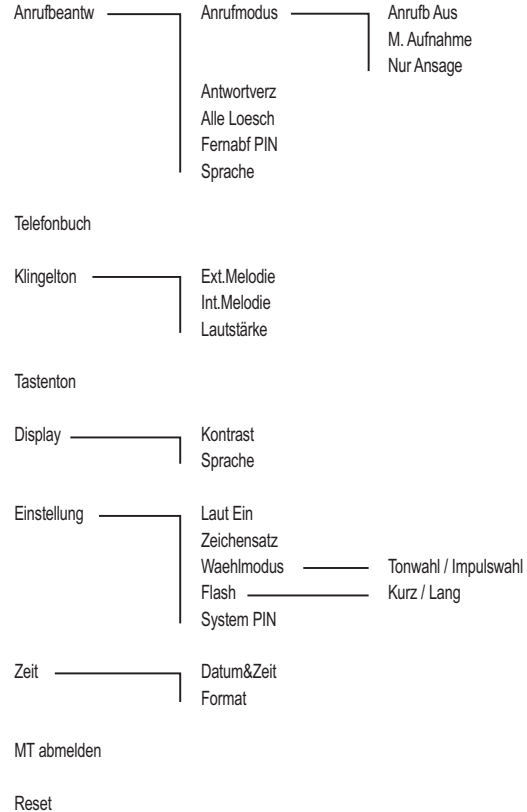 Anrufbeantw Anrufmodus Anrufb Aus
M. Aufnahme
Nur Ansage
Antwortverz
Alle Loesch
Fernabf PIN
Sprache
Telefonbuch
Klingelton Ext.Melodie
Int.Melodie
Lautstärke
Tastenton
Display Kontrast
Sprache
Einstellung Laut Ein
Zeichensatz
Waehlmodus Tonwahl / Impulswahl
Flash Kurz / Lang
System PIN
Zeit Datum&Zeit
Format
MT abmelden
Reset